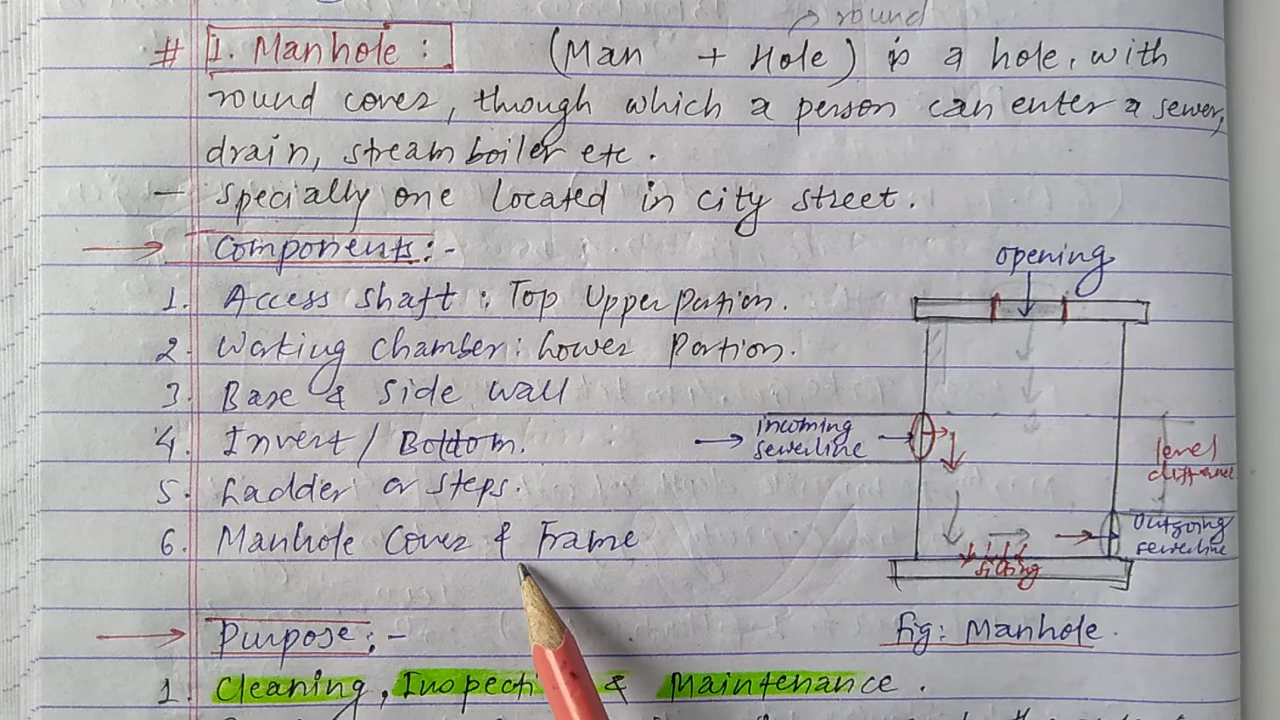 round
# 1. Manhole : (Man + Hole) is a hole, with
round cover, though which a person can enter a sewer,
drain, steam boiler etc.
- Specially one located in city street.
→ Components:-
1. Access shaft : Top Upper Portion.
2. Working Chamber : Lower Portion.
3. Base & Side wall
4. Invert / Bottom.
5. Ladder or steps.
6. Manhole Cover & Frame
opening
→ incoming
sewerline →
level
Outgoing
sewerline
Fig: Manhole.
→ Purpose:-
1. Cleaning, Inspecti & Maintenance.